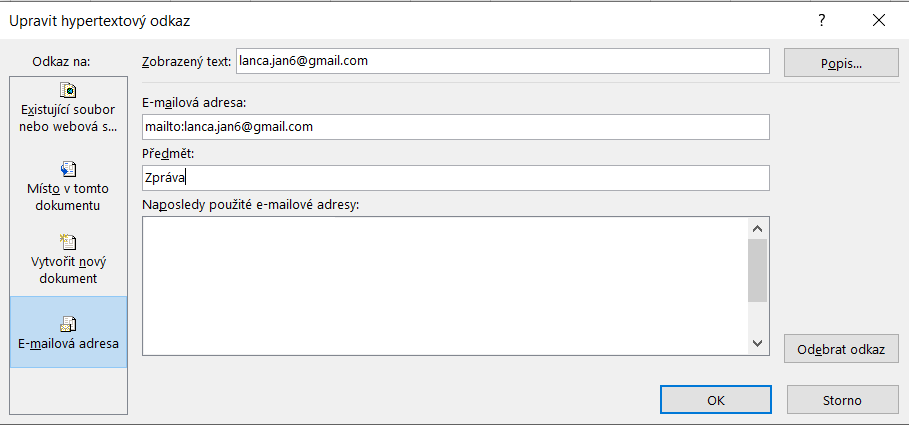 Upravit hypertextový odkaz
?
Odkaz na:
Zobrazený text:
lanca.jan6@gmail.com
Popis...
Existující soubor
nebo webová s...
Místo v tomto
dokumentu
Vytvořit nový
dokument
E-mailová adresa
E-mailová adresa:
mailto:lanca.jan6@gmail.com
Předmět:
Zpráva
Naposledy použité e-mailové adresy:
Odebrat odkaz
OK
Storno